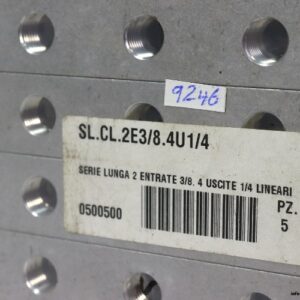 9246
SL.CL.2E3/8.4U1/4
SERIE LUNGA 2 ENTRATE 3/8. 4 USCITE 1/4 LINEARI
0500500
PZ.
5